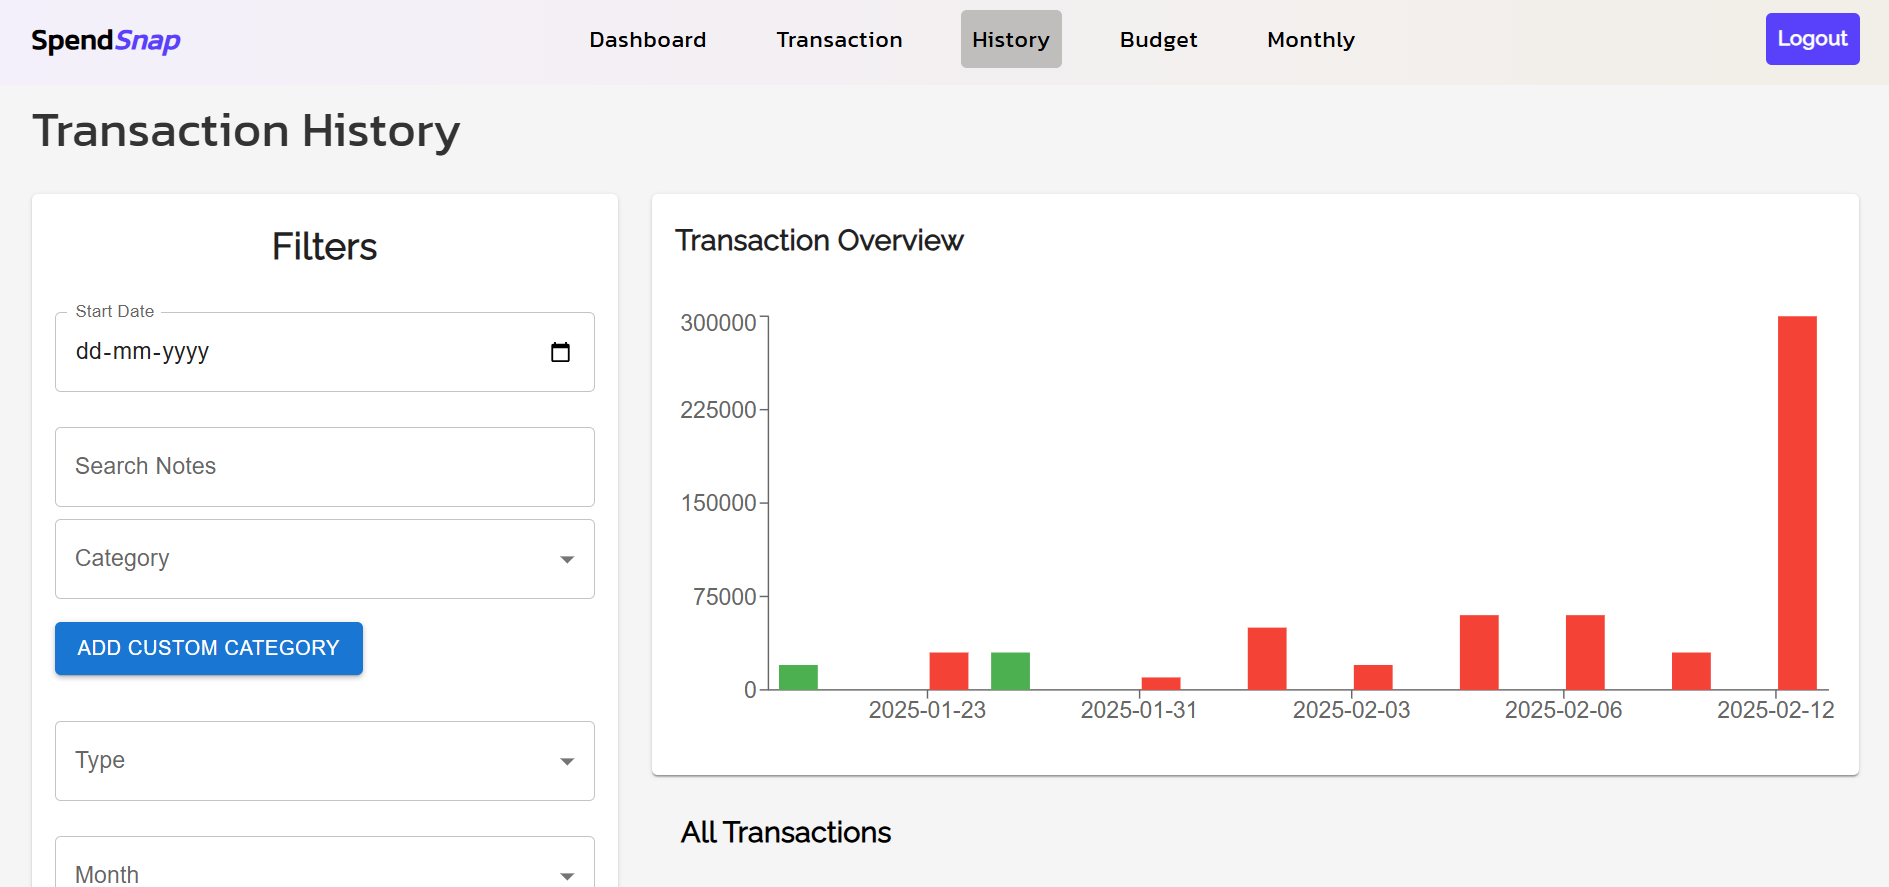 SpendSnap
Dashboard
Transaction
History
Budget
Monthly
Logout
Transaction History
Filters
Start Date
dd-mm-yyyy
Search Notes
Category
ADD CUSTOM CATEGORY
Type
Month
Transaction Overview
300000
225000
150000
75000
0
2025-01-23
2025-01-31
2025-02-03
2025-02-06
2025-02-12
All Transactions